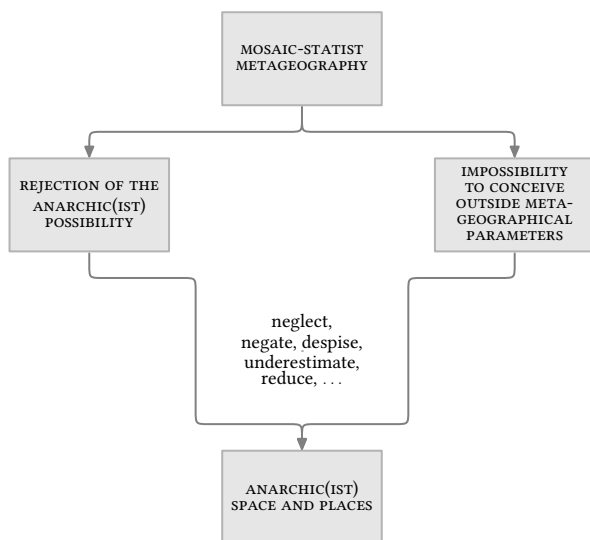 MOSAIC-STATIST
METAGEOGRAPHY
REJECTION OF THE
ANARCHIC(IST)
POSSIBILITY
IMPOSSIBILITY
TO CONCEIVE
OUTSIDE META-
GEOGRAPHICAL
PARAMETERS
neglect,
negate, despise,
underestimate,
reduce, ...
ANARCHIC(IST)
SPACE AND PLACES